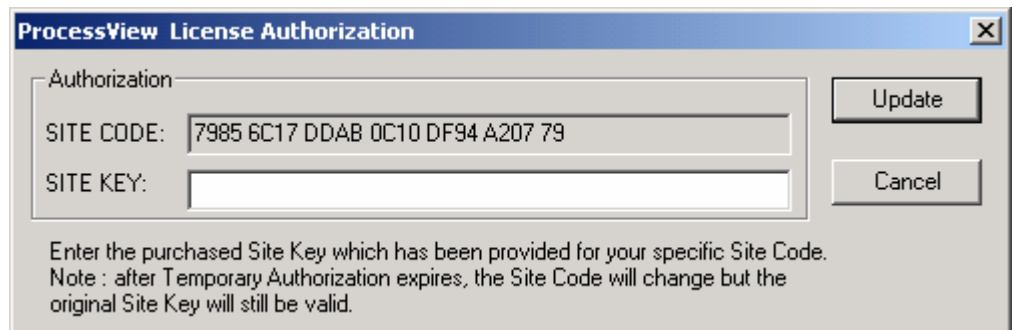 ProcessView License Authorization
Authorization
Update
SITE CODE: 7985 6C17 DDAB 0C10 DF94 A207 79
SITE KEY:
Cancel
Enter the purchased Site Key which has been provided for your specific Site Code.
Note : after Temporary Authorization expires, the Site Code will change but the
original Site Key will still be valid.